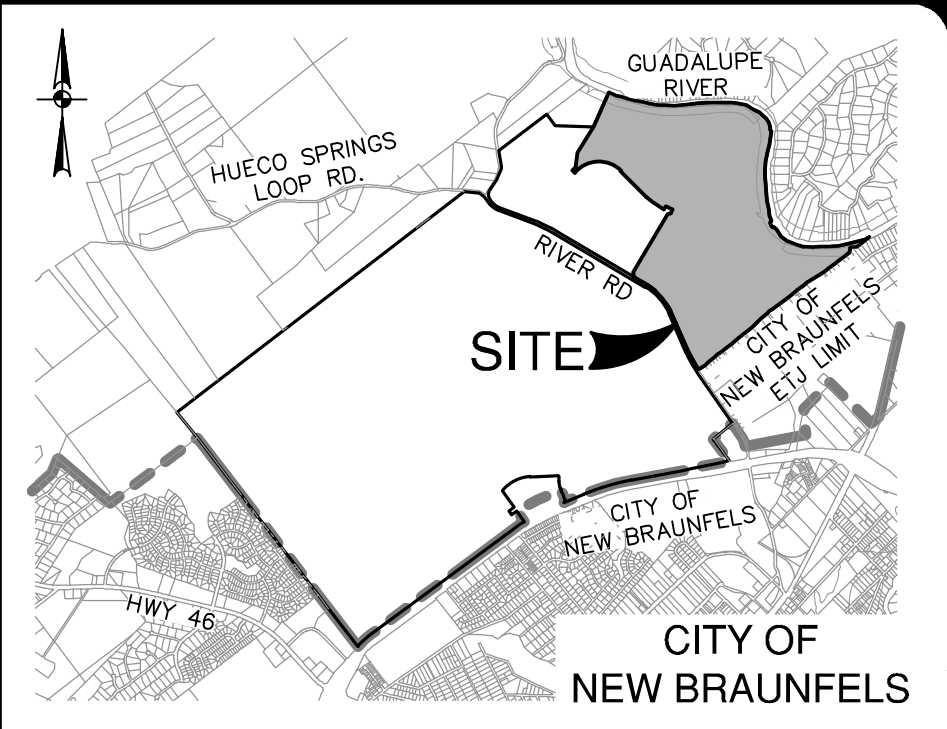 GUADALUPE
RIVER
HUECO SPRINGS
LOOP RD.
RIVER RD
SITE
CITY OF
NEW BRAUNFELS
ETJ LIMIT
CITY OF
NEW BRAUNFELS
HWY 46
CITY OF
NEW BRAUNFELS